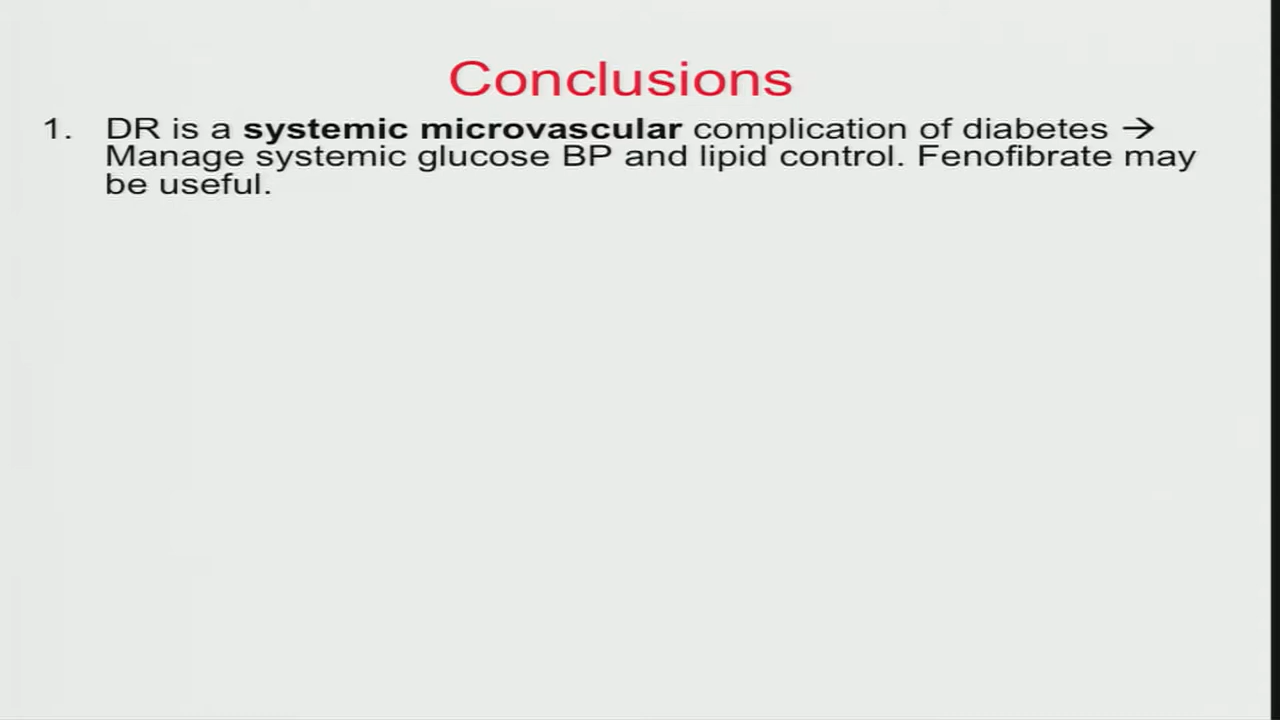 Conclusions
1. DR is a systemic microvascular complication of diabetes →
Manage systemic glucose BP and lipid control. Fenofibrate may
be useful.